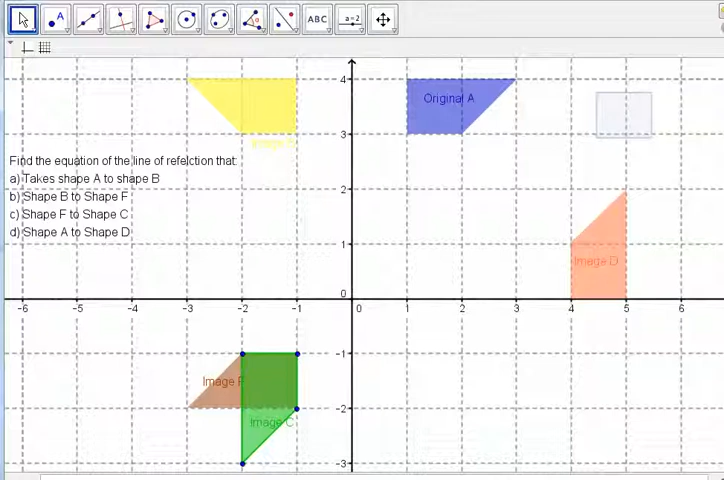 ABC
a=2
4
Original A
3
Find the equation of the line of refelction that:
a) Takes shape A to shape B
b) Shape B to Shape F
c) Shape F to Shape C
d) Shape A to Shape D
2
1
Image D
0
-6 -5 -4 -3 -2 -1 0 1 2 3 4 5 6
-1
Image F
-2
Image C
-3